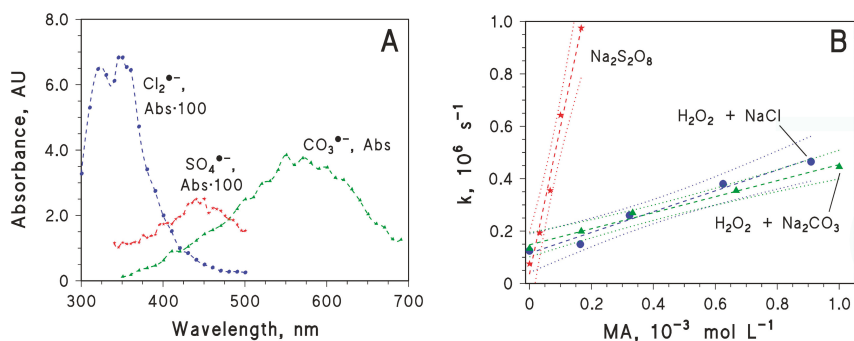 A
8.0
6.0
4.0
2.0
.0
300
400
500
600
700
Absorbance, AU
Wavelength, nm
Cl₂●−,
Abs·100
SO₄●−,
Abs·100
CO₃●−, Abs
B
1.0
0.8
0.6
0.4
0.2
0.0
.0
0.2
0.4
0.6
0.8
1.0
k, 10⁶ s⁻¹
MA, 10⁻³ mol L⁻¹
Na₂S₂O₈
H₂O₂ + NaCl
H₂O₂ + Na₂CO₃